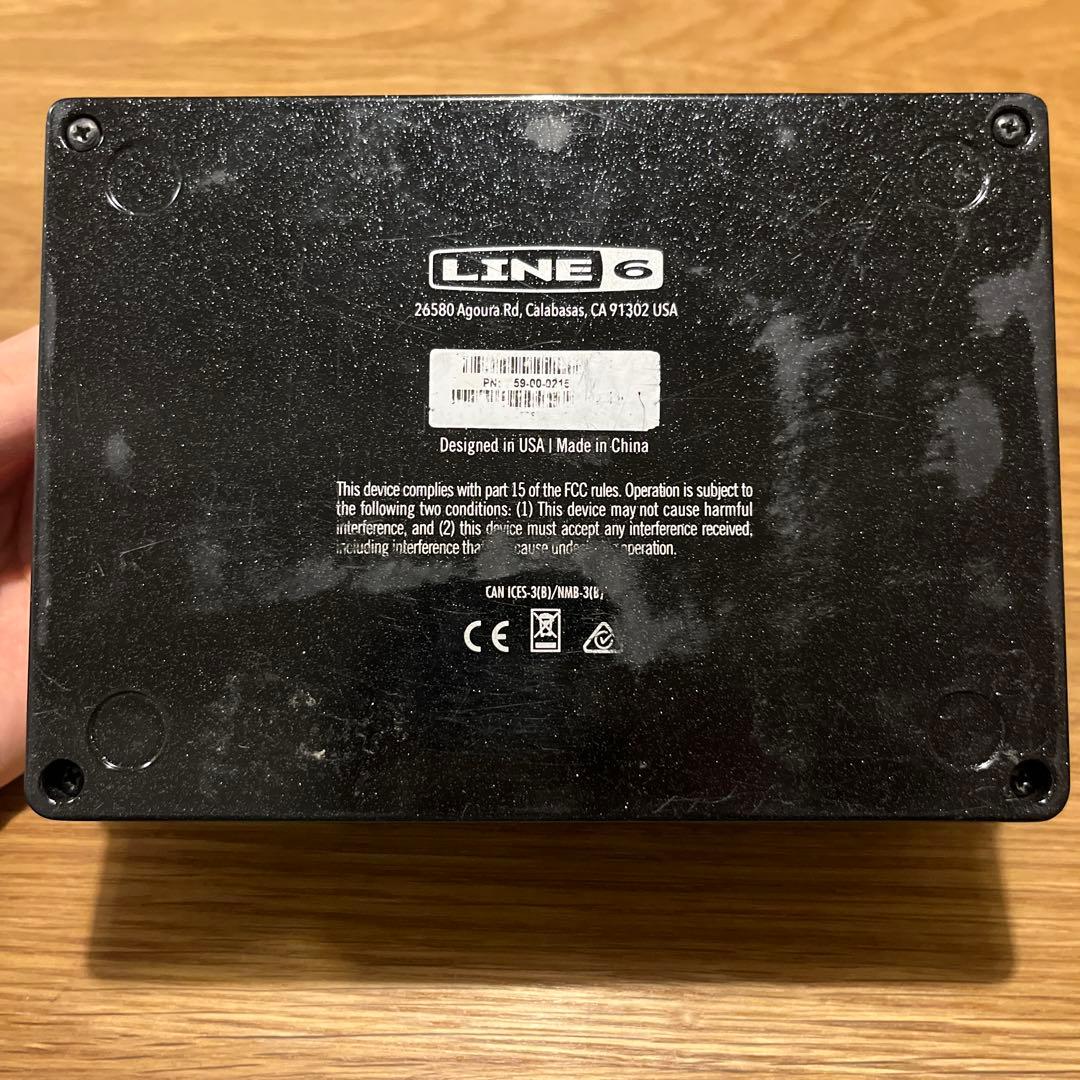 LINE 6
26580 Agoura Rd, Calabasas, CA 91302 USA
PN: 59-00-0215
Designed in USA | Made in China
This device complies with part 15 of the FCC rules. Operation is subject to
the following two conditions: (1) This device may not cause harmful
interference, and (2) this device must accept any interference received,
including interference that cause operation.
CAN ICES-3(B)/NMB-3(B)
CE